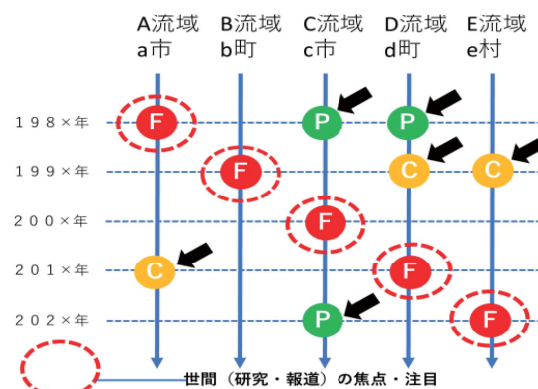 A流域 B流域 C流域 D流域 E流域
a市 b町 c市 d町 e村
198×年 F P P
199×年 F C C
200×年 F
201×年 C F
202×年 P F
世間（研究・報道）の焦点・注目